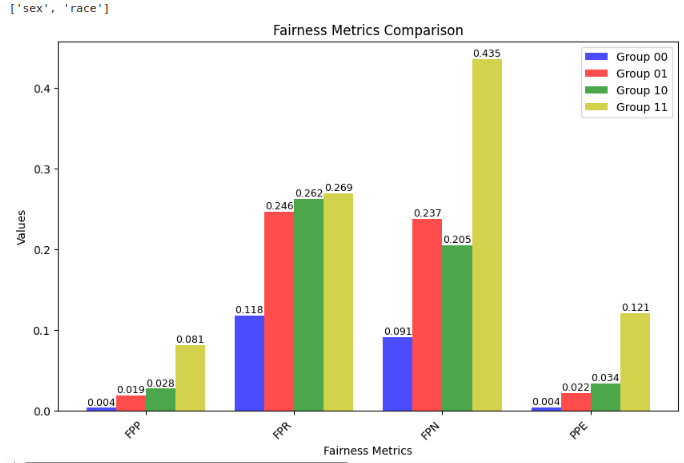 ['sex', 'race']
Fairness Metrics Comparison
Group 00
Group 01
Group 10
Group 11
Values
0.4
0.3
0.2
0.1
0.0
0.004
0.019
0.028
0.081
0.118
0.246
0.262
0.269
0.091
0.237
0.205
0.435
0.004
0.022
0.034
0.121
FPP
FPR
FPN
PPE
Fairness Metrics